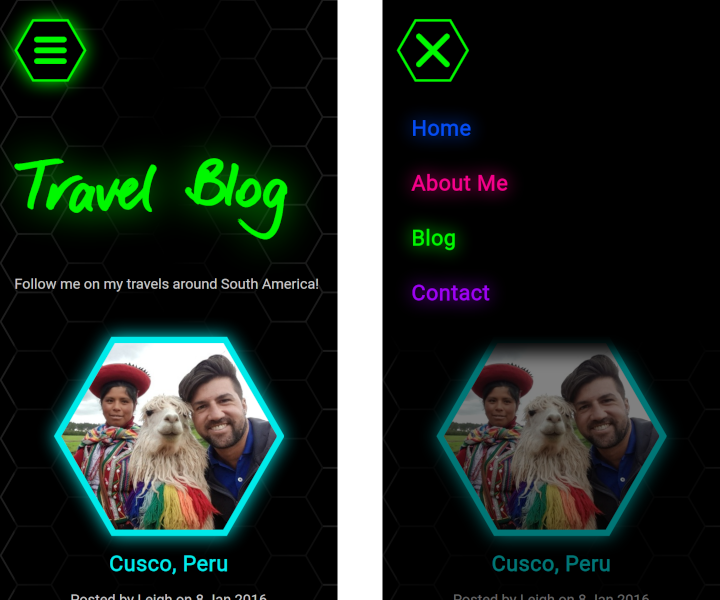 Travel Blog
Follow me on my travels around South America!
Cusco, Peru
Posted by Leigh on 8 Jan 2016
Home
About Me
Blog
Contact
Cusco, Peru
Posted by Leigh on 8 Jan 2016